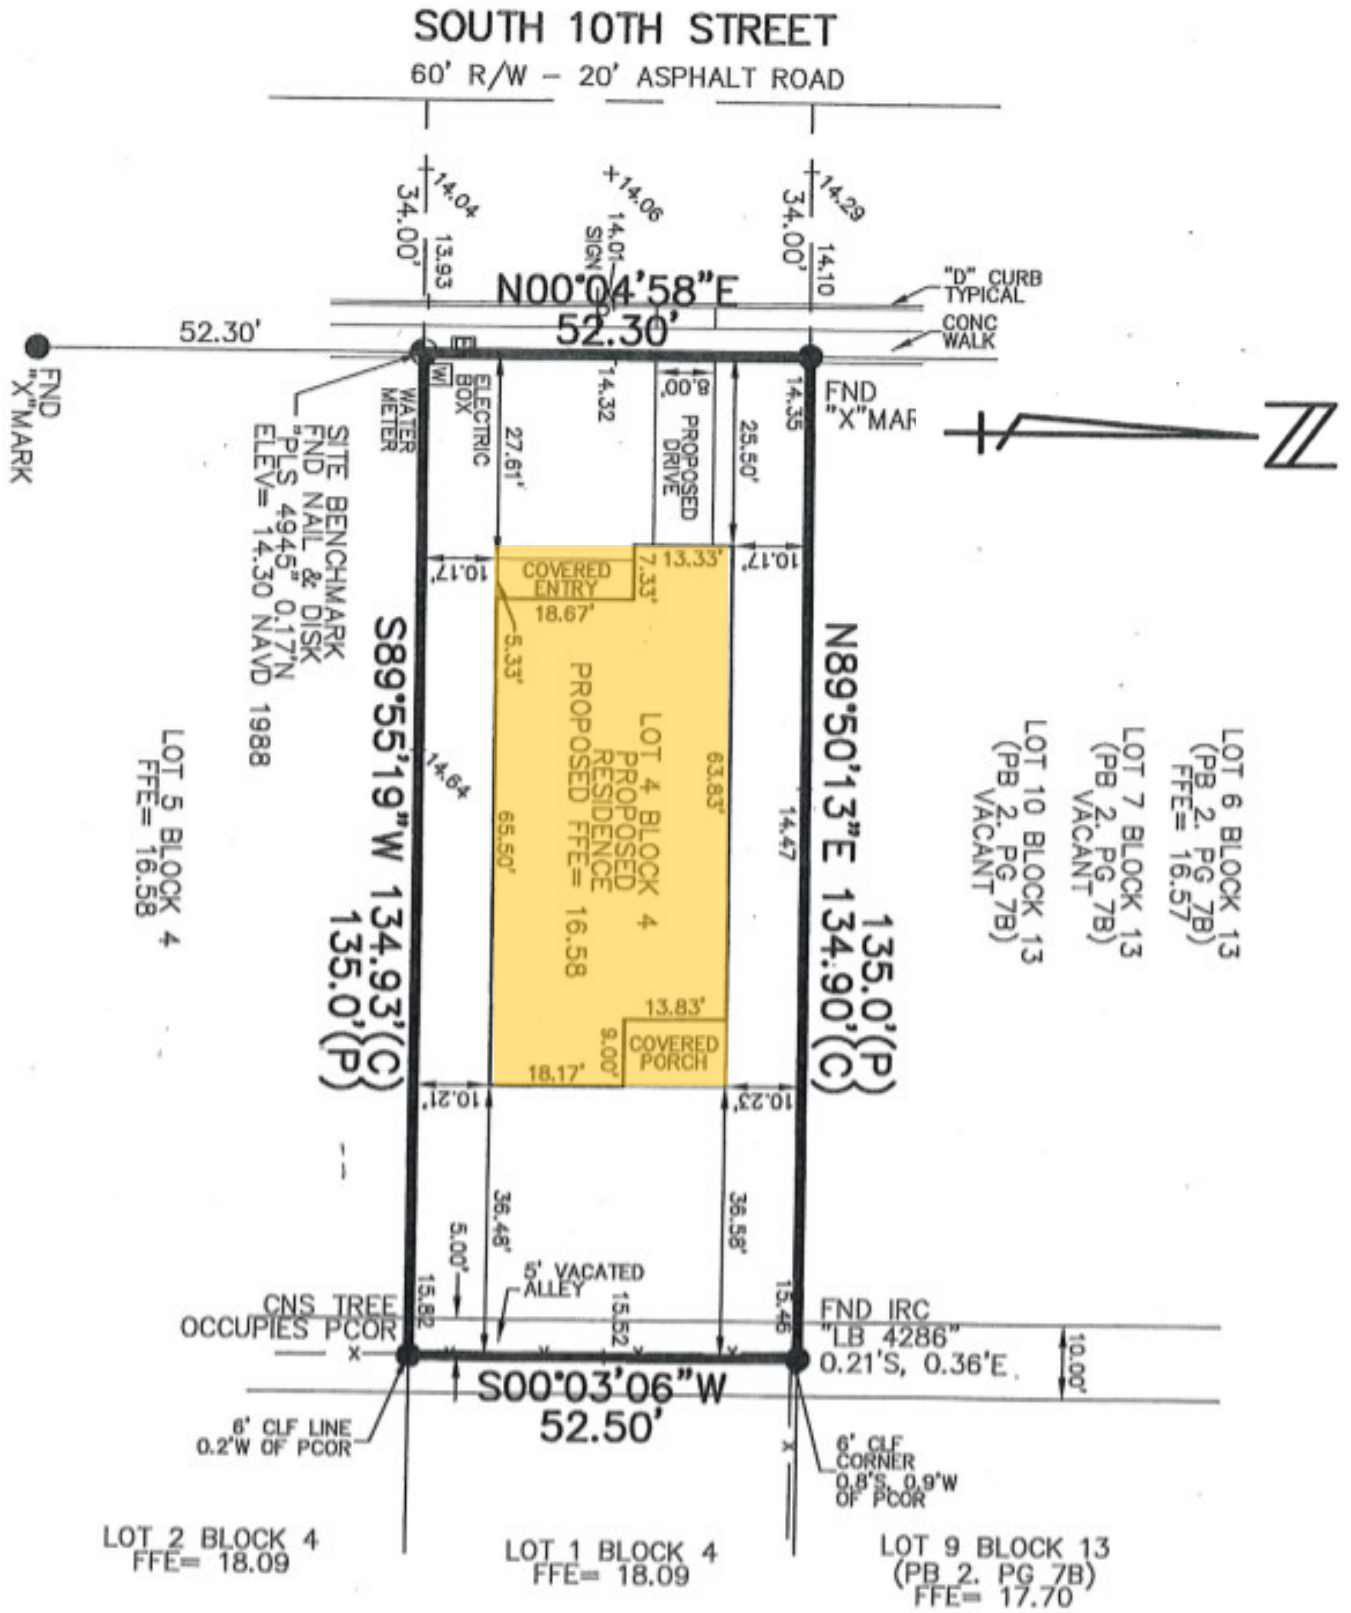 SOUTH 10TH STREET
60' R/W - 20' ASPHALT ROAD
14.04
34.00'
13.93
14.06
14.01
SIGN
14.29
34.00'
14.10
"D" CURB
TYPICAL
CONC
WALK
N00°04'58"E
52.30'
52.30'
FND
"X"MARK
E
W
ELECTRIC
BOX
WATER
METER
14.32
8.00'
PROPOSED
DRIVE
27.61'
25.50'
14.35
FND
"X"MAR
Z
SITE BENCHMARK
FND NAIL & DISK
"PLS 4945" 0.17'N
ELEV= 14.30 NAVD 1988
10.17'
COVERED
ENTRY
18.67'
7.33'
13.33'
10.17'
5.33'
S89°55'19"W 134.93'(C)
135.0'(P)
14.64
65.50'
LOT 4 BLOCK 4
PROPOSED
RESIDENCE
PROPOSED FFE= 16.58
63.83'
14.47
N89°50'13"E 134.90'(C)
135.0'(P)
LOT 5 BLOCK 4
FFE= 16.58
LOT 6 BLOCK 13
(PB 2. PG 7B)
FFE= 16.57
LOT 7 BLOCK 13
(PB 2. PG 7B)
VACANT
LOT 10 BLOCK 13
(PB 2. PG 7B)
VACANT
13.83'
9.00'
COVERED
PORCH
18.17'
10.21'
10.23'
36.48'
36.58'
5.00'
5' VACATED
ALLEY
15.82
15.52
15.46
CNS TREE
OCCUPIES PCOR
FND IRC
"LB 4286"
0.21'S, 0.36'E
10.00'
S00°03'06"W
52.50'
6' CLF LINE
0.2'W OF PCOR
6' CLF
CORNER
0.8'S, 0.9'W
OF PCOR
LOT 2 BLOCK 4
FFE= 18.09
LOT 1 BLOCK 4
FFE= 18.09
LOT 9 BLOCK 13
(PB 2. PG 7B)
FFE= 17.70